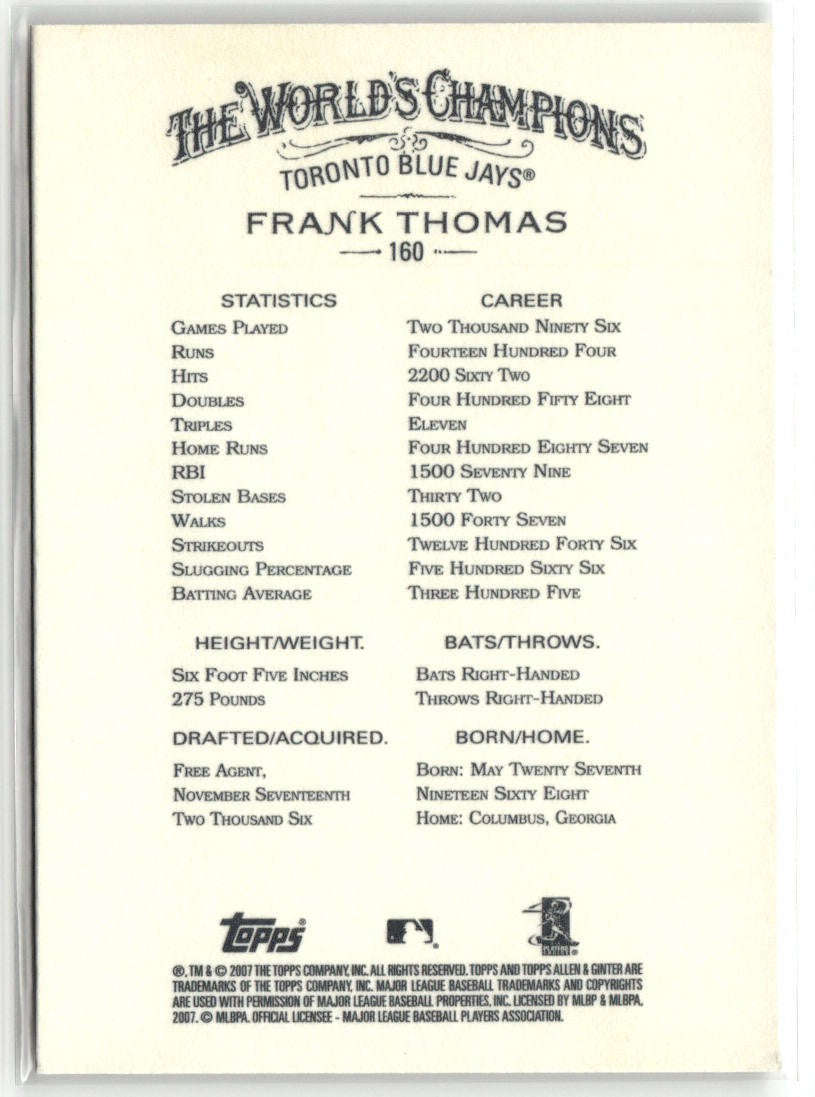 THE WORLD'S CHAMPIONS
TORONTO BLUE JAYS®
FRANK THOMAS
160
STATISTICS CAREER
GAMES PLAYED TWO THOUSAND NINETY SIX
RUNS FOURTEEN HUNDRED FOUR
HITS 2200 SIXTY TWO
DOUBLES FOUR HUNDRED FIFTY EIGHT
TRIPLES ELEVEN
HOME RUNS FOUR HUNDRED EIGHTY SEVEN
RBI 1500 SEVENTY NINE
STOLEN BASES THIRTY TWO
WALKS 1500 FORTY SEVEN
STRIKEOUTS TWELVE HUNDRED FORTY SIX
SLUGGING PERCENTAGE FIVE HUNDRED SIXTY SIX
BATTING AVERAGE THREE HUNDRED FIVE
HEIGHT/WEIGHT. BATS/THROWS.
SIX FOOT FIVE INCHES BATS RIGHT-HANDED
275 POUNDS THROWS RIGHT-HANDED
DRAFTED/ACQUIRED. BORN/HOME.
FREE AGENT, BORN: MAY TWENTY SEVENTH
NOVEMBER SEVENTEENTH NINETEEN SIXTY EIGHT
TWO THOUSAND SIX HOME: COLUMBUS, GEORGIA
topps®
®, TM & © 2007 THE TOPPS COMPANY, INC. ALL RIGHTS RESERVED. TOPPS AND TOPPS ALLEN & GINTER ARE
TRADEMARKS OF THE TOPPS COMPANY, INC. MAJOR LEAGUE BASEBALL TRADEMARKS AND COPYRIGHTS
ARE USED WITH PERMISSION OF MAJOR LEAGUE BASEBALL PROPERTIES, INC. LICENSED BY MLBP & MLBPA,
2007. © MLBPA. OFFICIAL LICENSEE - MAJOR LEAGUE BASEBALL PLAYERS ASSOCIATION.